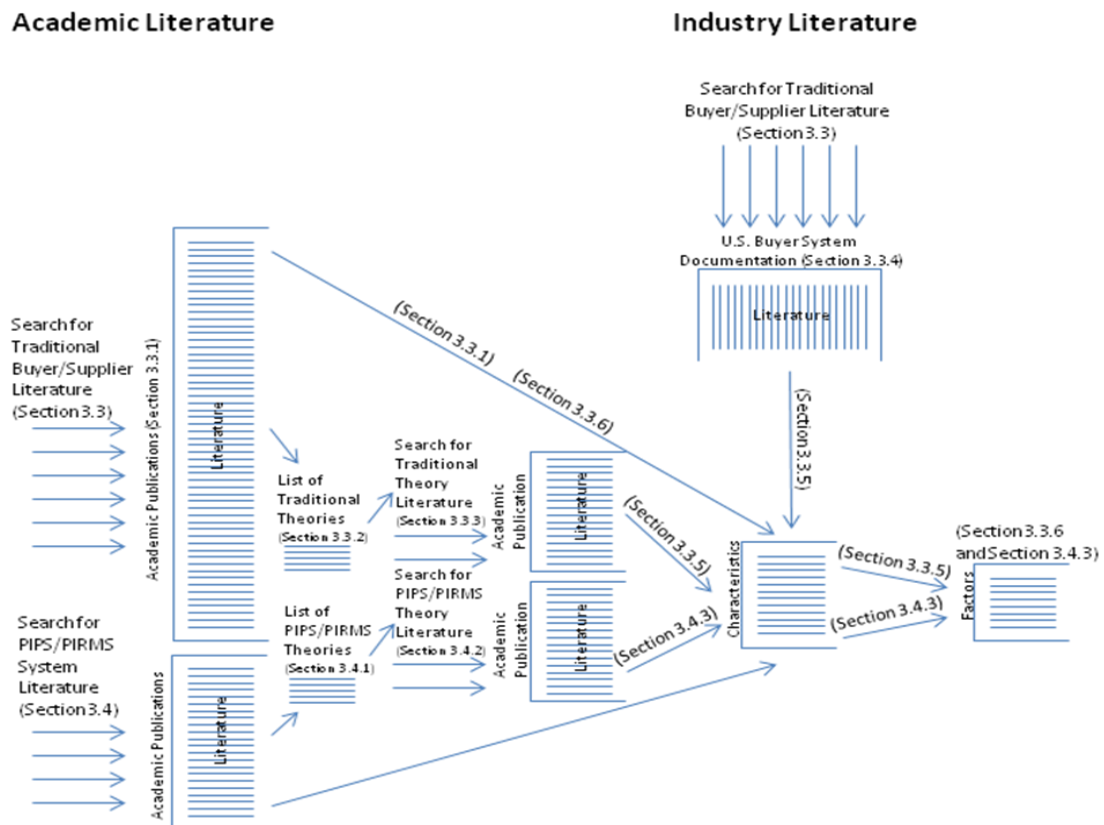 Academic Literature
Industry Literature
Search for Traditional
Buyer/Supplier Literature
(Section 3.3)
U.S. Buyer System
Documentation (Section 3.3.4)
Literature
(Section 3.3.5)
Search for
Traditional
Buyer/Supplier
Literature
(Section 3.3)
Academic Publications (Section 3.3.1)
Literature
(Section 3.3.1)
(Section 3.3.6)
List of
Traditional
Theories
(Section 3.3.2)
Search for
Traditional
Theory
Literature
(Section 3.3.3)
Academic
Publication
Literature
(Section 3.3.5)
Search for
PIPS/PIRMS
System
Literature
(Section 3.4)
Academic Publications
Literature
List of
PIPS/PIRMS
Theories
(Section 3.4.1)
Search for
PIPS/PIRMS
Theory
Literature
(Section 3.4.2)
Academic
Publication
Literature
(Section 3.4.3)
Characteristics
(Section 3.3.5)
(Section 3.4.3)
(Section 3.3.6
and Section 3.4.3)
Factors